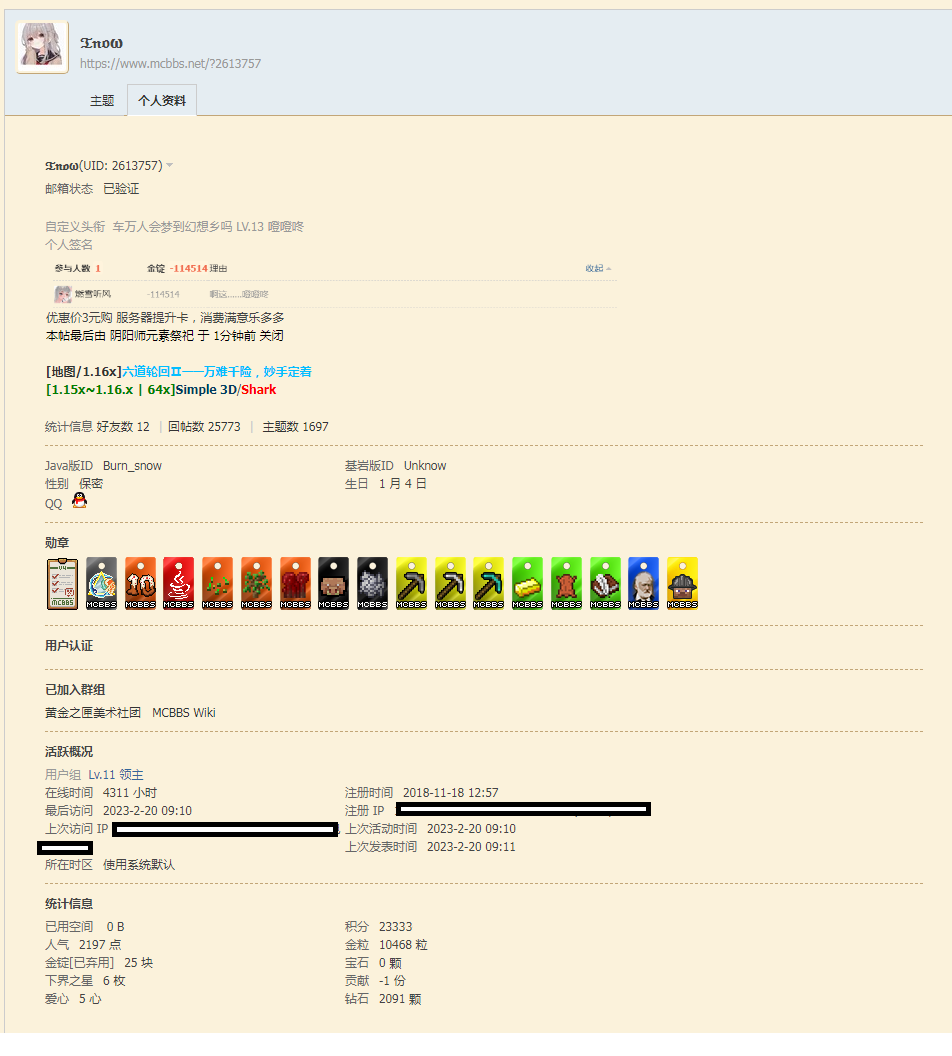 𝕿𝖓𝖔𝖜
https://www.mcbbs.net/?2613757
主题 个人资料
𝕿𝖓𝖔𝖜(UID: 2613757)
邮箱状态 已验证
自定义头衔 车万人会梦到幻想乡吗 LV.13 噔噔咚
个人签名
参与人数 1 金锭 -114514 理由 收起
燃雪听风 -114514 啊这……噔噔咚
优惠价3元购 服务器提升卡，消费满意乐多多
本帖最后由 阴阳师元素祭祀 于 1分钟前 关闭
[地图/1.16x]六道轮回Ⅱ——万难千险，妙手定着
[1.15x~1.16.x | 64x]Simple 3D/Shark
统计信息 好友数 12 | 回帖数 25773 | 主题数 1697
Java版ID Burn_snow 基岩版ID Unknow
性别 保密 生日 1 月 4 日
QQ
勋章
V4
10
MCBBS MCBBS MCBBS MCBBS MCBBS MCBBS MCBBS MCBBS MCBBS MCBBS MCBBS MCBBS MCBBS MCBBS MCBBS MCBBS MCBBS
用户认证
已加入群组
黄金之匣美术社团 MCBBS Wiki
活跃概况
用户组 Lv.11 领主
在线时间 4311 小时 注册时间 2018-11-18 12:57
最后访问 2023-2-20 09:10 注册 IP
上次访问 IP 上次活动时间 2023-2-20 09:10
上次发表时间 2023-2-20 09:11
所在时区 使用系统默认
统计信息
已用空间 0 B 积分 23333
人气 2197 点 金粒 10468 粒
金锭[已弃用] 25 块 宝石 0 颗
下界之星 6 枚 贡献 -1 份
爱心 5 心 钻石 2091 颗